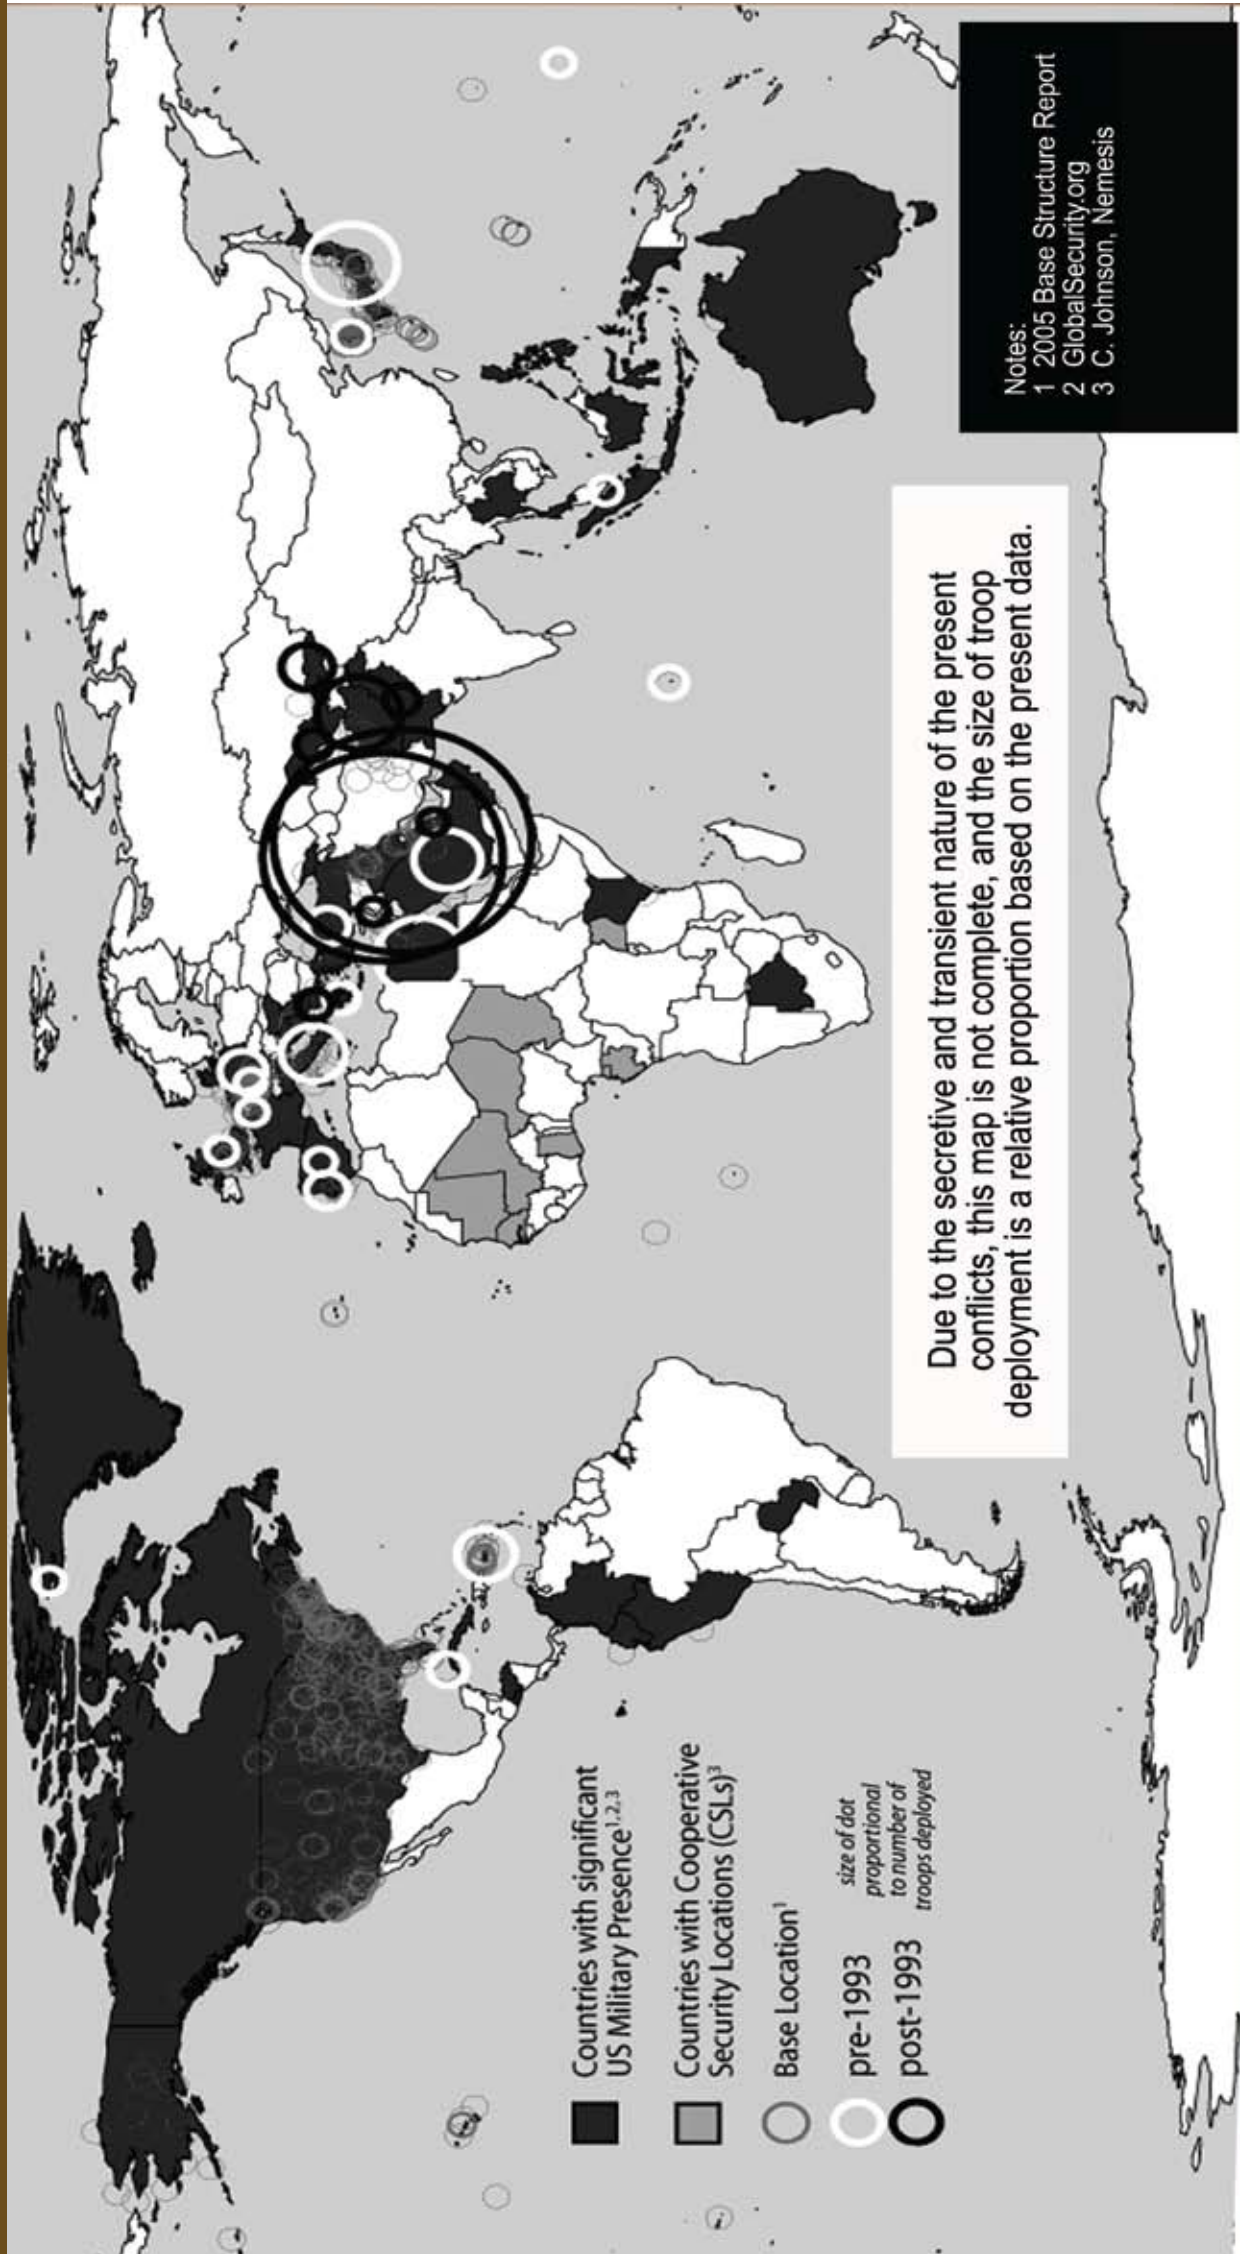 Countries with significant
US Military Presence1,2,3
Countries with Cooperative
Security Locations (CSLs)3
Base Location1
pre-1993
post-1993
size of dot
proportional
to number of
troops deployed
Due to the secretive and transient nature of the present
conflicts, this map is not complete, and the size of troop
deployment is a relative proportion based on the present data.
Notes:
1 2005 Base Structure Report
2 GlobalSecurity.org
3 C. Johnson, Nemesis